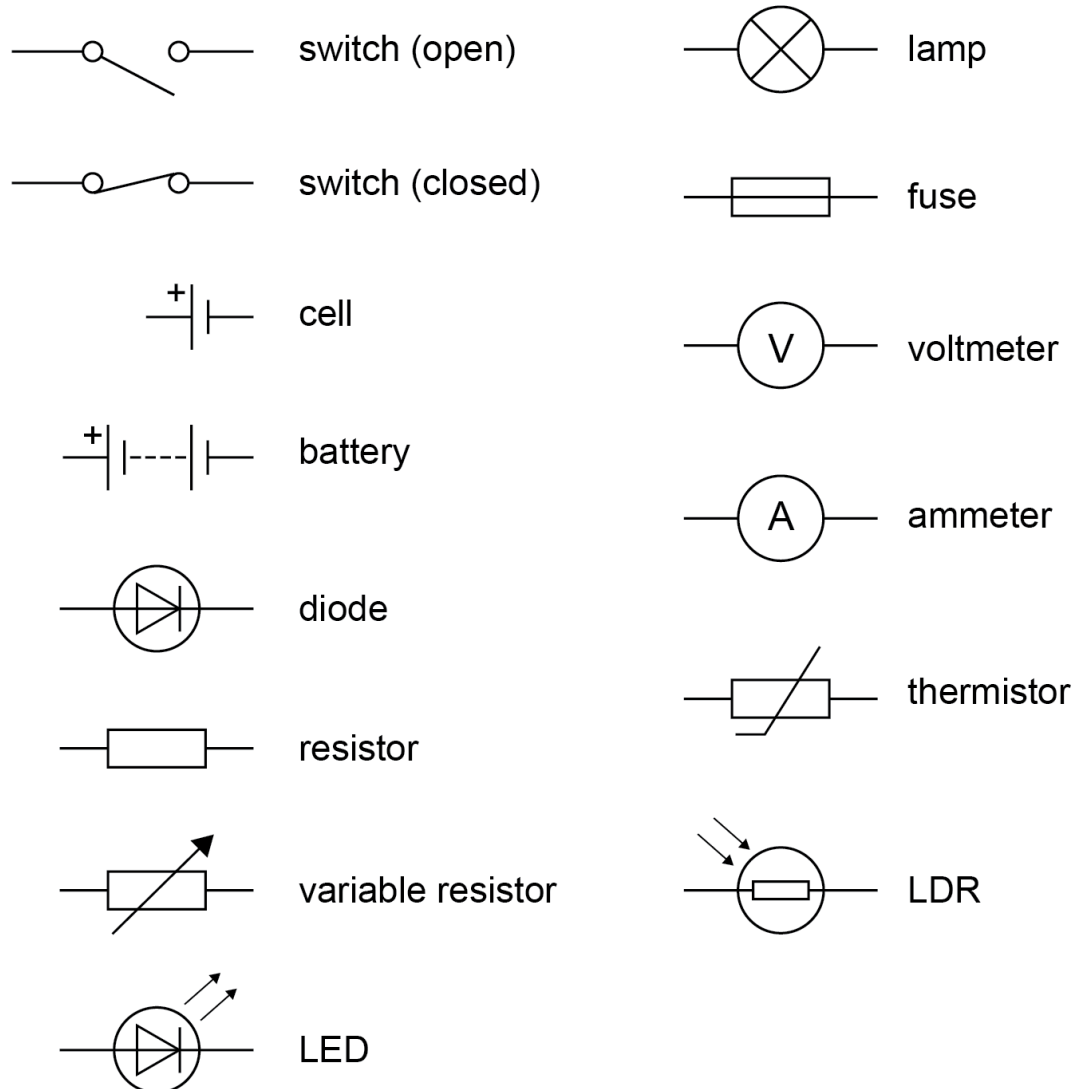 switch (open)
switch (closed)
+
cell
+
battery
diode
resistor
variable resistor
LED
lamp
fuse
V
voltmeter
A
ammeter
thermistor
LDR